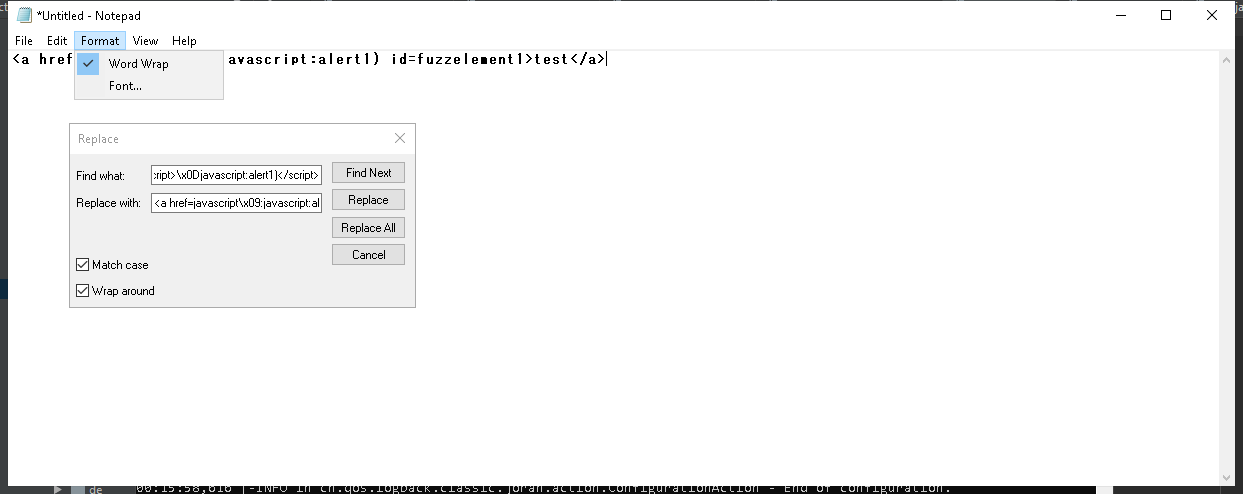 *Untitled - Notepad
File Edit Format View Help
<a href avascript:alert1) id=fuzzelement1>test</a>
Word Wrap
Font...
Replace
Find what: :ript>\x0Djavascript:alert1)</script> Find Next
Replace with: <a href=javascript\x09:javascript:al Replace
Replace All
Cancel
Match case
Wrap around
de 00:15:58,616 |-INFO in ch.qos.logback.classic.joran.action.ConfigurationAction - End of configuration.